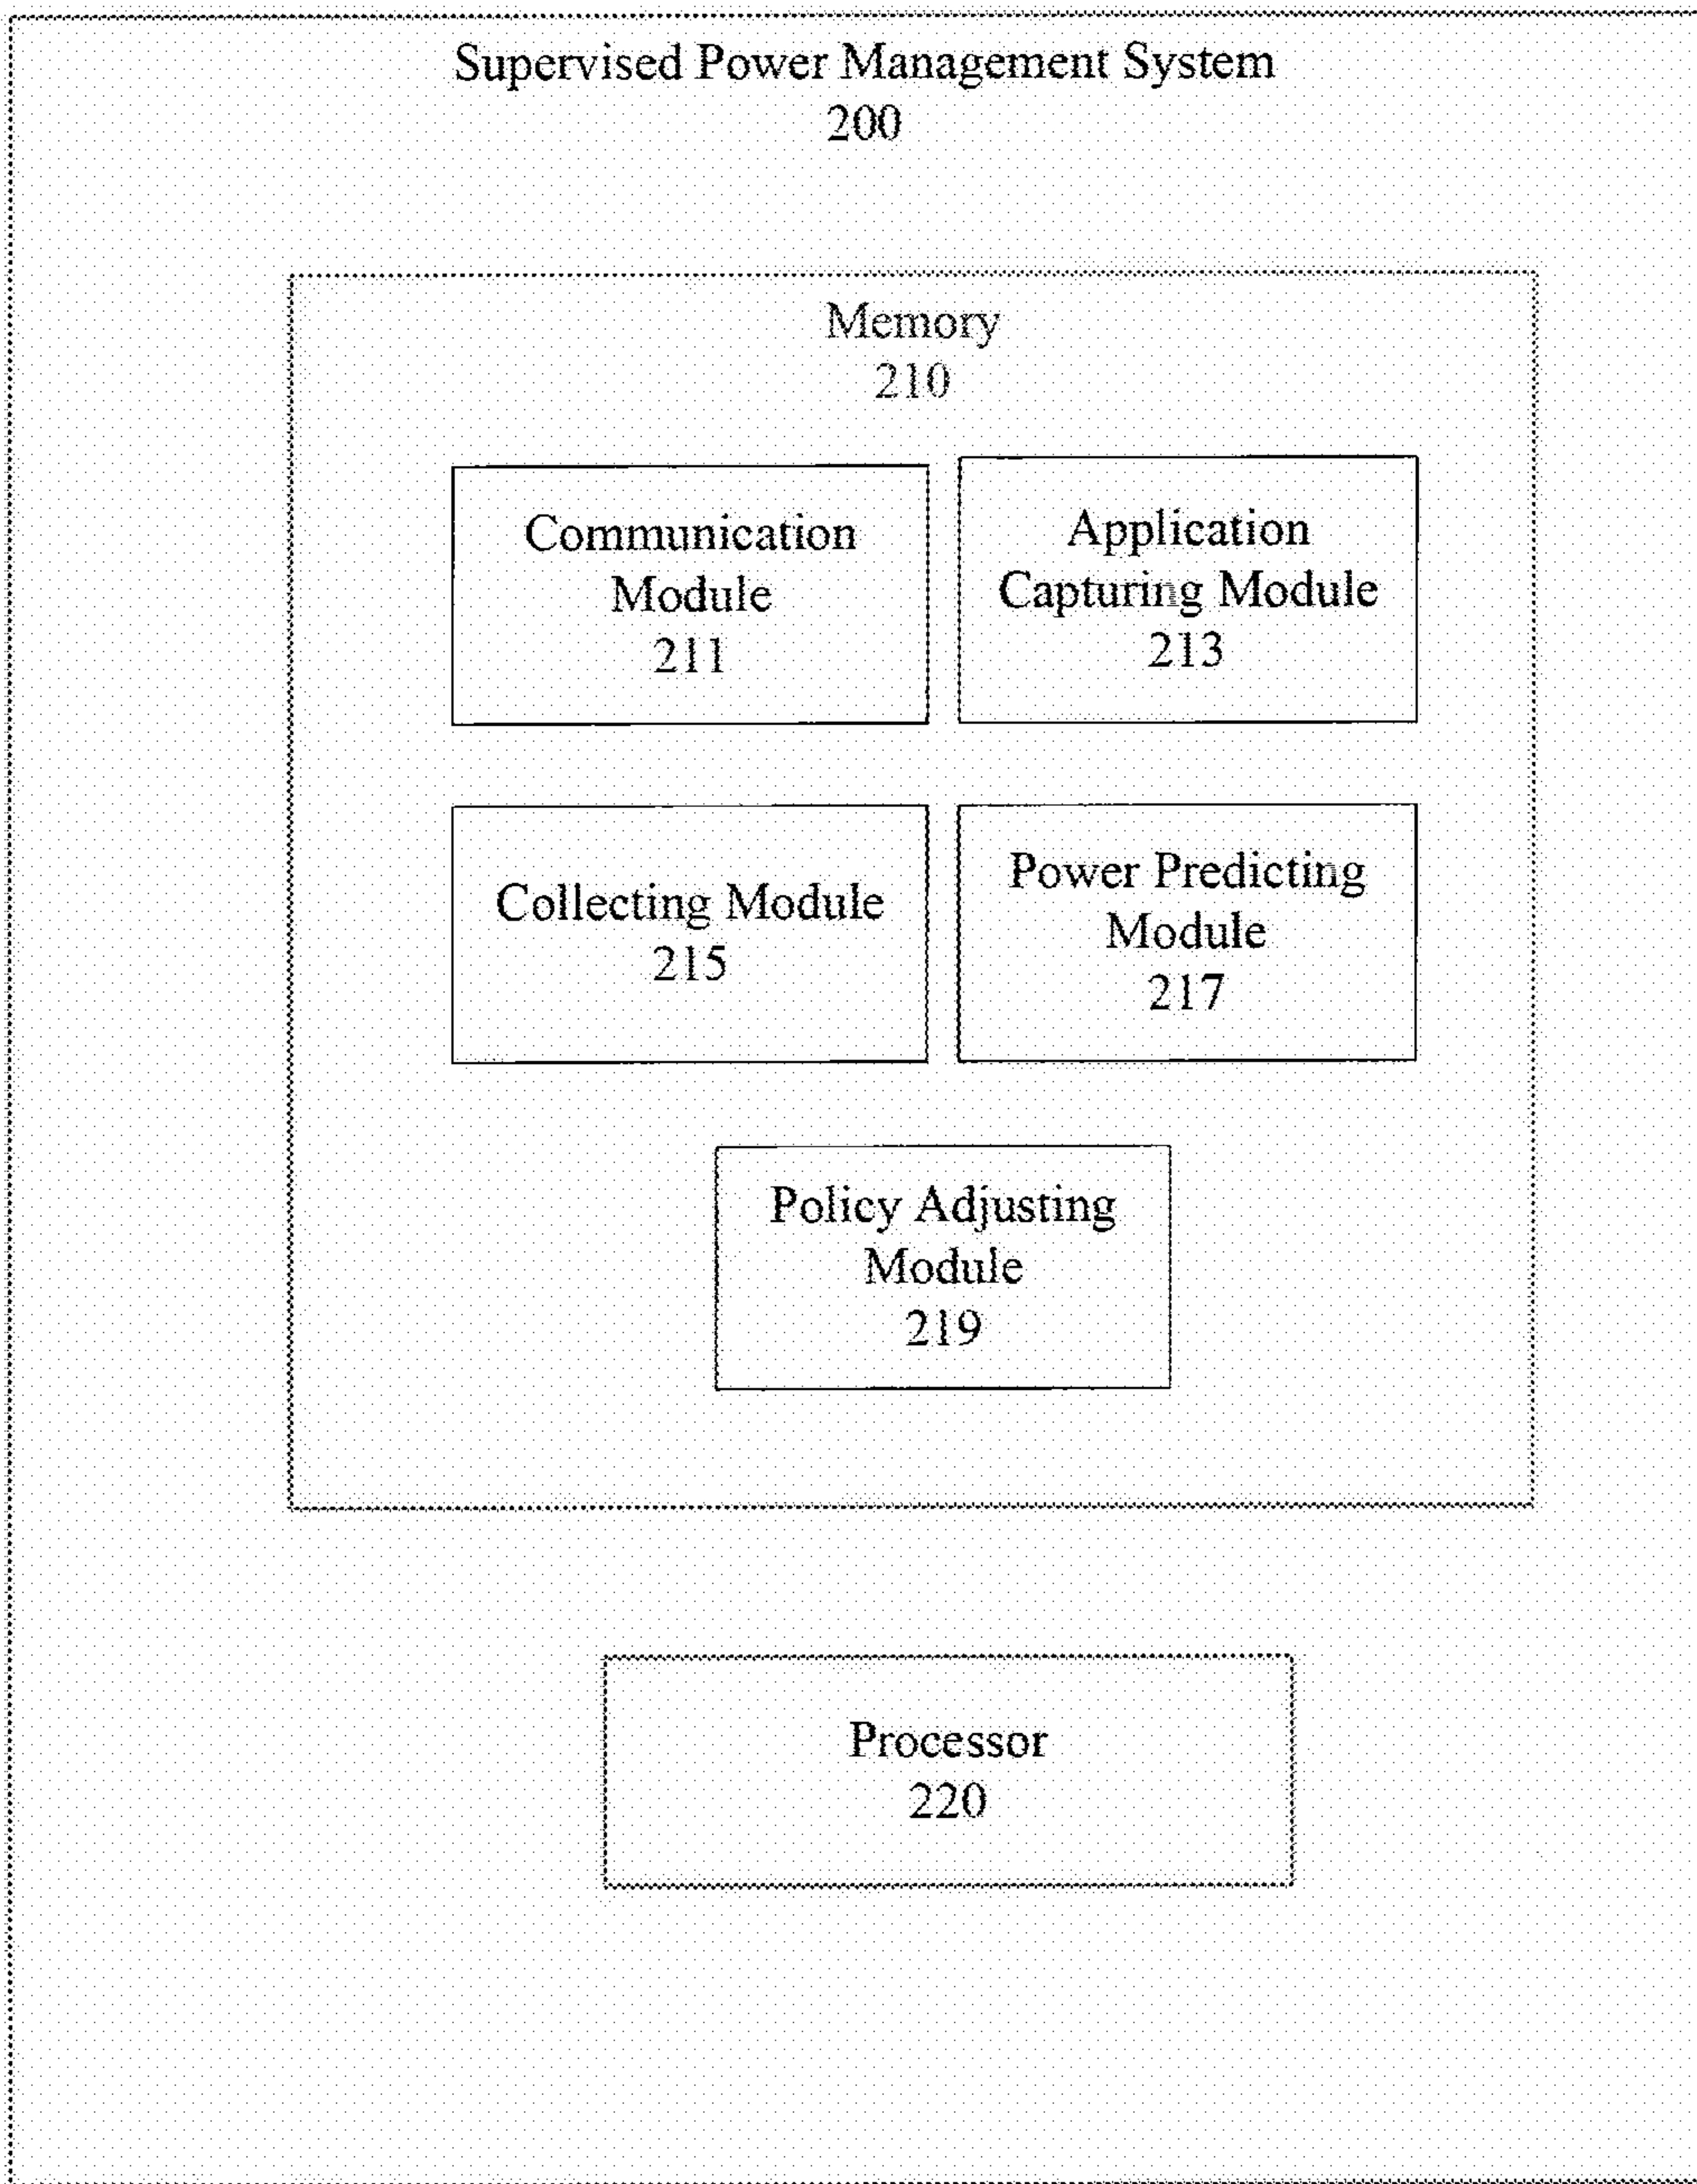 Supervised Power Management System
200
Memory
210
Communication
Module
211
Application
Capturing Module
213
Collecting Module
215
Power Predicting
Module
217
Policy Adjusting
Module
219
Processor
220